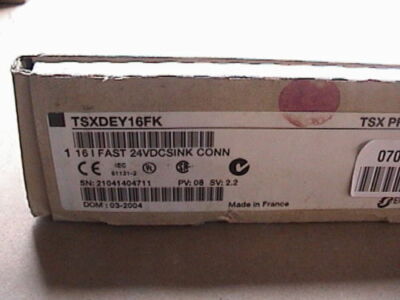 TSXDEY16FK
TSX PR
1 16 I FAST 24VDCSINK CONN
070
CE IEC
61131-2
SN: 21041404711 PV: 08 SV: 2.2
DOM : 03-2004
Made in France